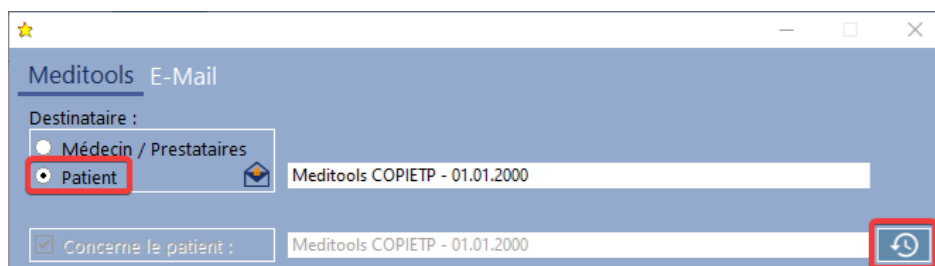 Meditools E-Mail
Destinataire :
Médecin / Prestataires
Patient
Meditools COPIETP - 01.01.2000
Concerne le patient :
Meditools COPIETP - 01.01.2000